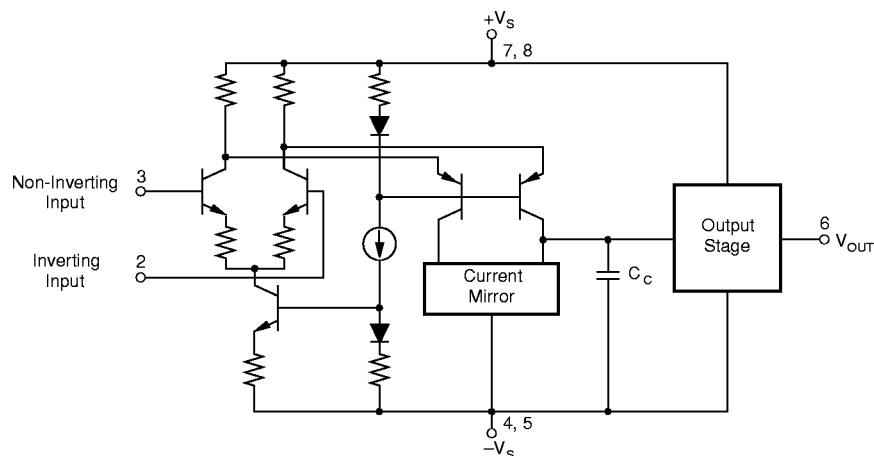 +VS
7, 8
3
Non-Inverting
Input
Inverting
Input
2
Current
Mirror
CC
Output
Stage
6
VOUT
4, 5
–VS